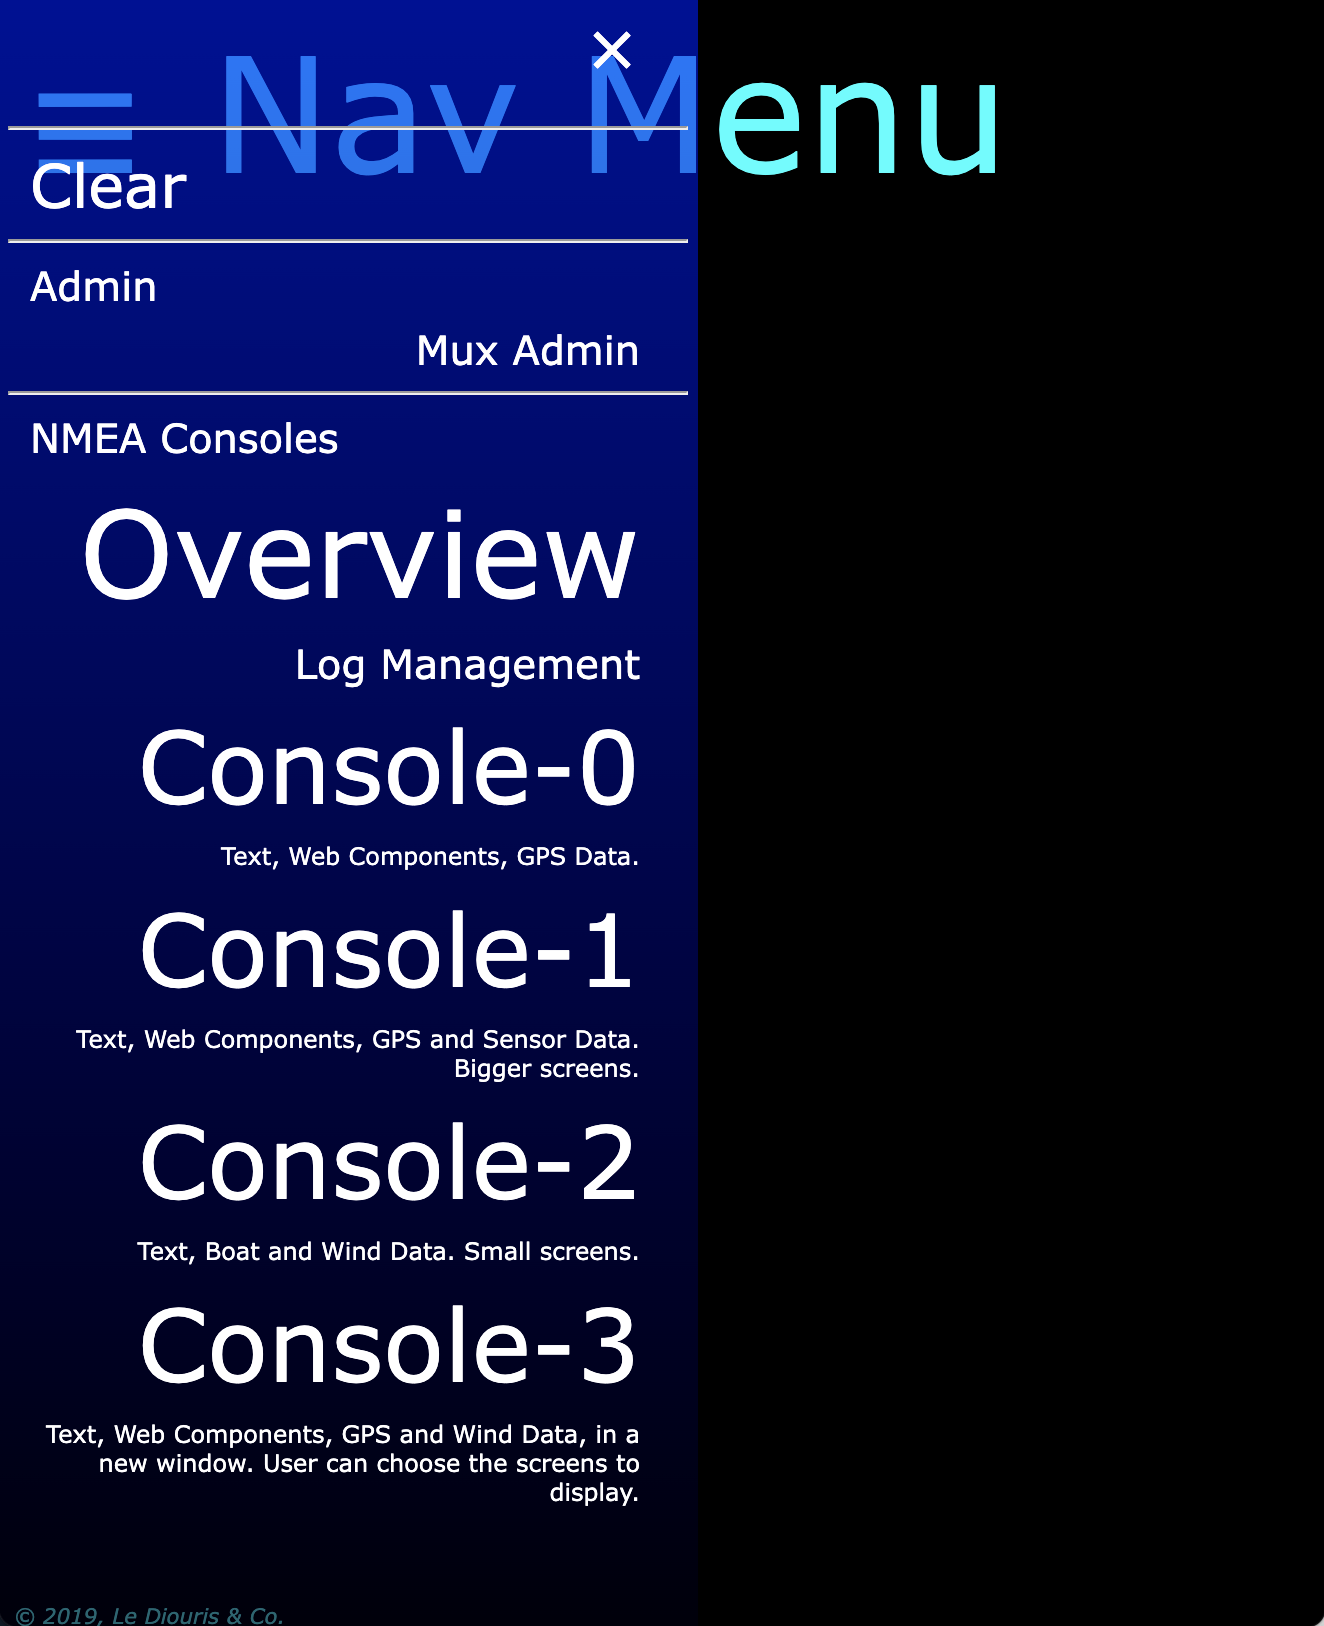 ×
≡ Nav Menu
Clear
Admin
Mux Admin
NMEA Consoles
Overview
Log Management
Console-0
Text, Web Components, GPS Data.
Console-1
Text, Web Components, GPS and Sensor Data.
Bigger screens.
Console-2
Text, Boat and Wind Data. Small screens.
Console-3
Text, Web Components, GPS and Wind Data, in a
new window. User can choose the screens to
display.
© 2019, Le Diouris & Co.